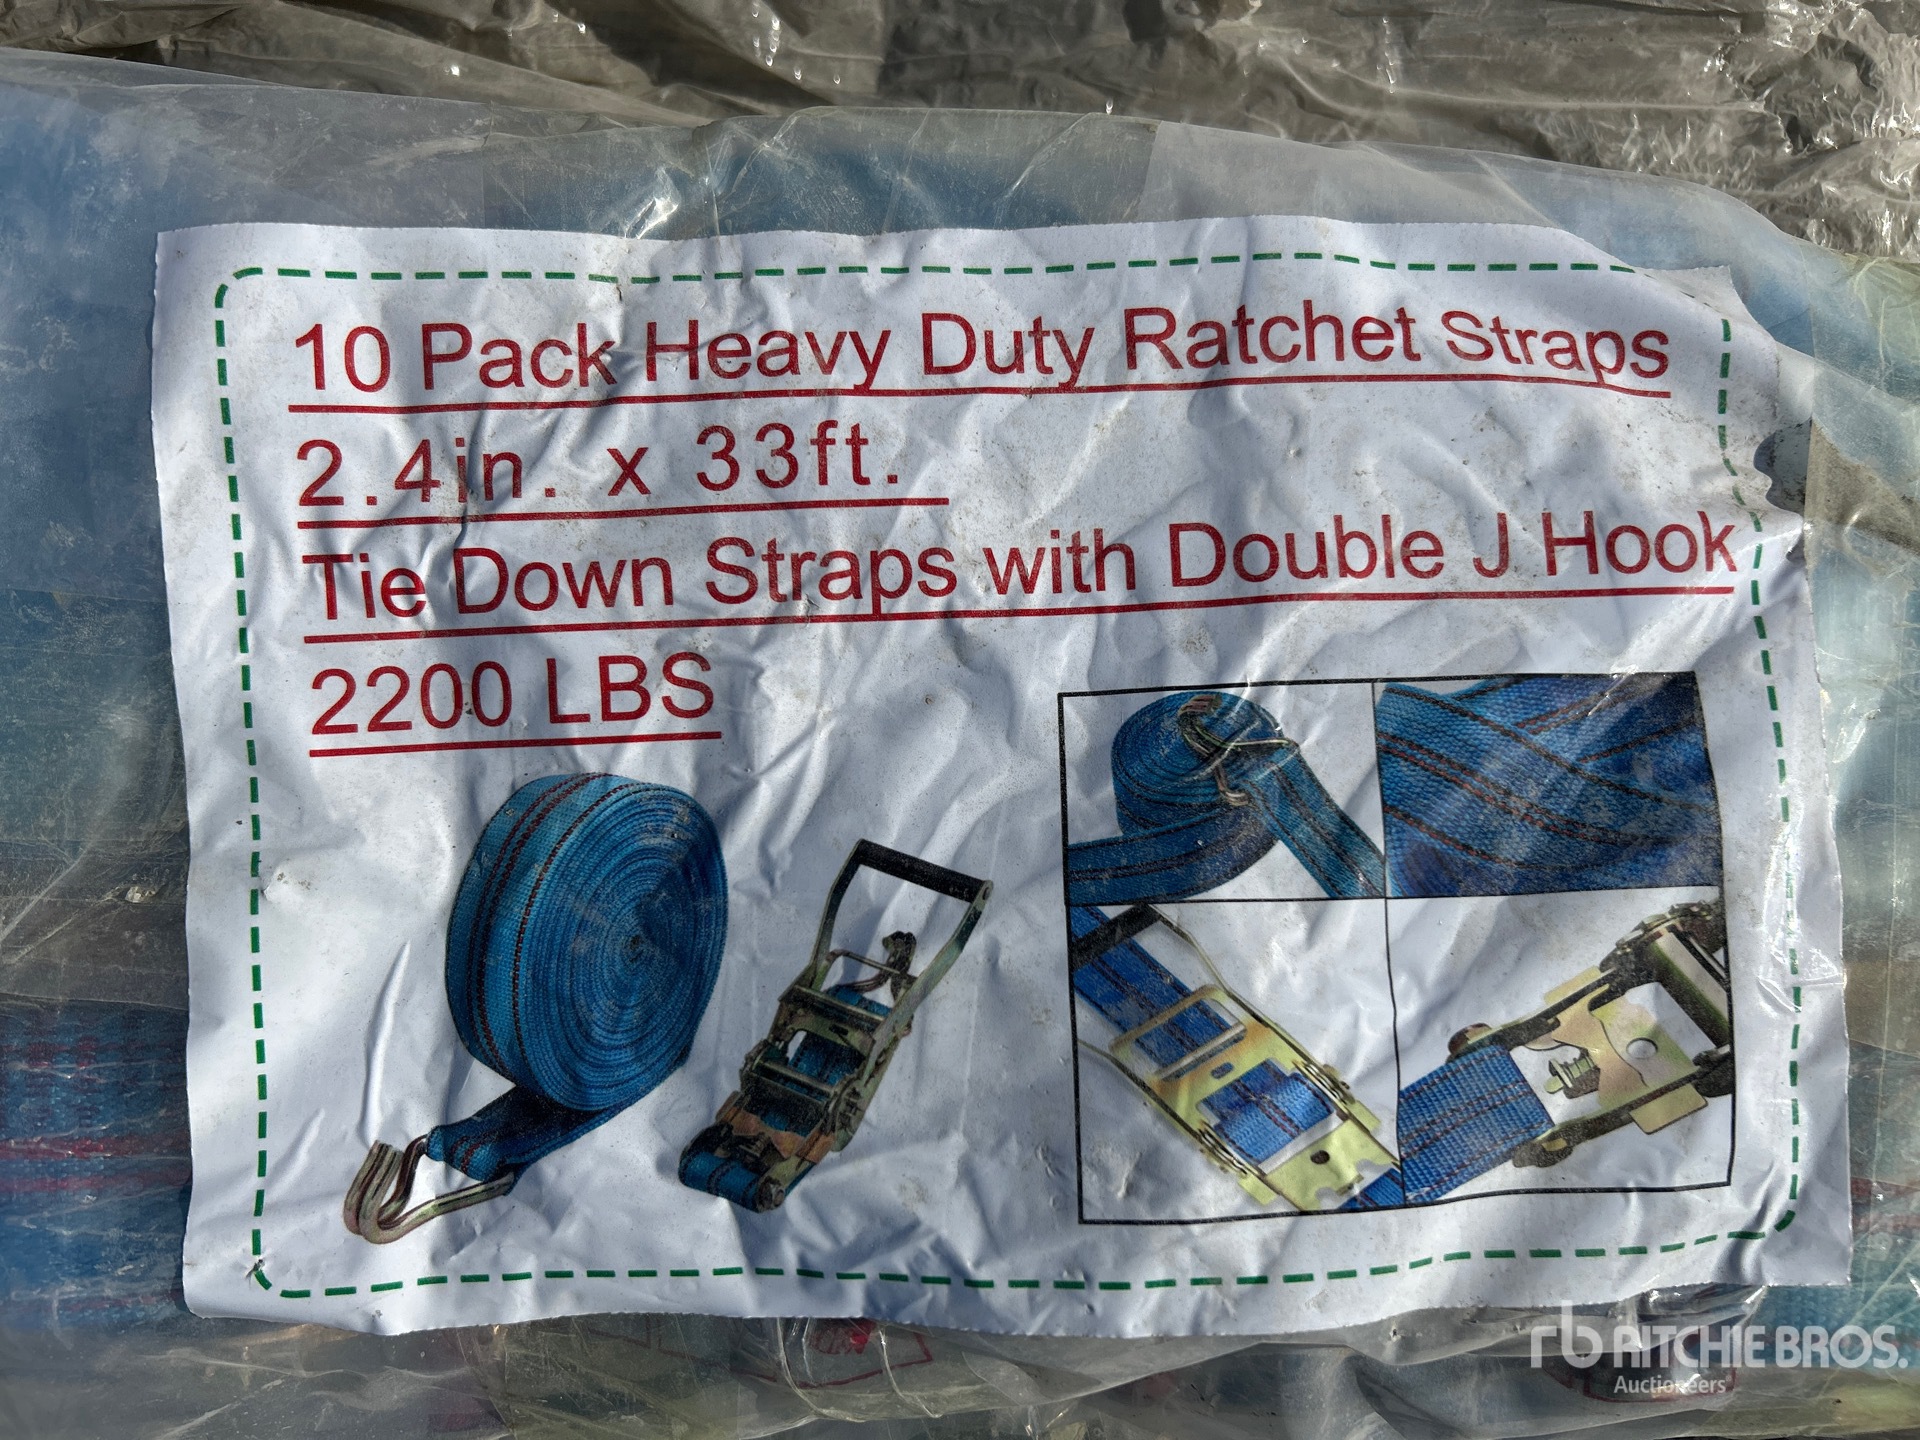 10 Pack Heavy Duty Ratchet Straps
2.4in. x 33ft.
Tie Down Straps with Double J Hook
2200 LBS
rb RITCHIE BROS.
Auctioneers